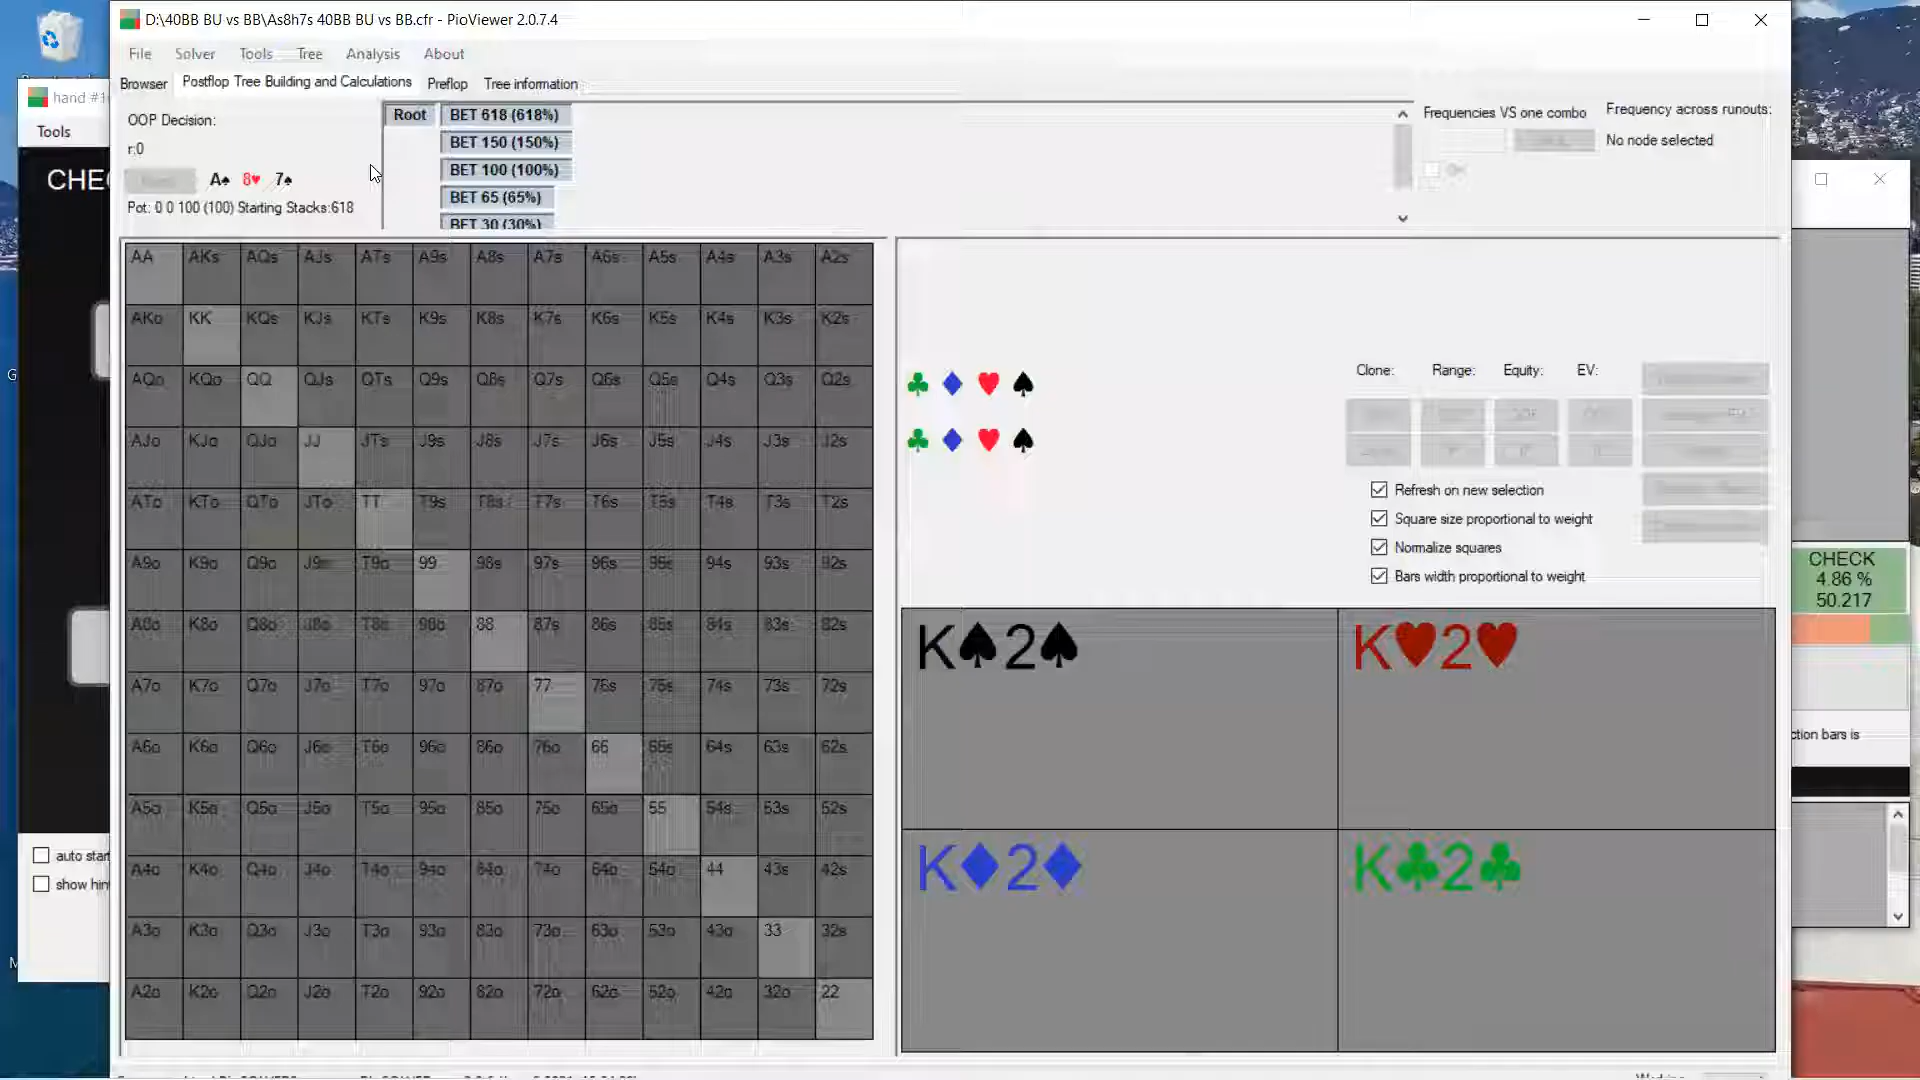 D:\40BB BU vs BB\As8h7s 40BB BU vs BB.cfr - PioViewer 2.0.7.4
File Solver Tools Tree Analysis About
Browser Postflop Tree Building and Calculations Preflop Tree information
hand #1
Tools
CHEC
OOP Decision:
r:0
A♠ 8♥ 7♠
Pot: 0 0 100 (100) Starting Stacks:618
Root
BET 618 (618%)
BET 150 (150%)
BET 100 (100%)
BET 65 (65%)
BET 30 (30%)
Frequencies VS one combo
Frequency across runouts:
No node selected
AA AKs AQs AJs ATs A9s A8s A7s A6s A5s A4s A3s A2s
AKo KK KQs KJs KTs K9s K8s K7s K6s K5s K4s K3s K2s
AQo KQo QQ QJs QTs Q9s Q8s Q7s Q6s Q5s Q4s Q3s Q2s
AJo KJo QJo JJ JTs J9s J8s J7s J6s J5s J4s J3s J2s
ATo KTo QTo JTo TT T9s T8s T7s T6s T5s T4s T3s T2s
A9o K9o Q9o J9o T9o 99 98s 97s 96s 95s 94s 93s 92s
A8o K8o Q8o J8o T8o 98o 88 87s 86s 85s 84s 83s 82s
A7o K7o Q7o J7o T7o 97o 87o 77 76s 75s 74s 73s 72s
A6o K6o Q6o J6o T6o 96o 86o 76o 66 65s 64s 63s 62s
A5o K5o Q5o J5o T5o 95o 85o 75o 65o 55 54s 53s 52s
A4o K4o Q4o J4o T4o 94o 84o 74o 64o 54o 44 43s 42s
A3o K3o Q3o J3o T3o 93o 83o 73o 63o 53o 43o 33 32s
A2o K2o Q2o J2o T2o 92o 82o 72o 62o 52o 42o 32o 22
♣ ♦ ♥ ♠
♣ ♦ ♥ ♠
Clone: Range: Equity: EV:
Refresh on new selection
Square size proportional to weight
Normalize squares
Bars width proportional to weight
K♠2♠ K♥2♥
K♦2♦ K♣2♣
CHECK
4.86 %
50.217
ction bars is
auto start
show hin
G
M